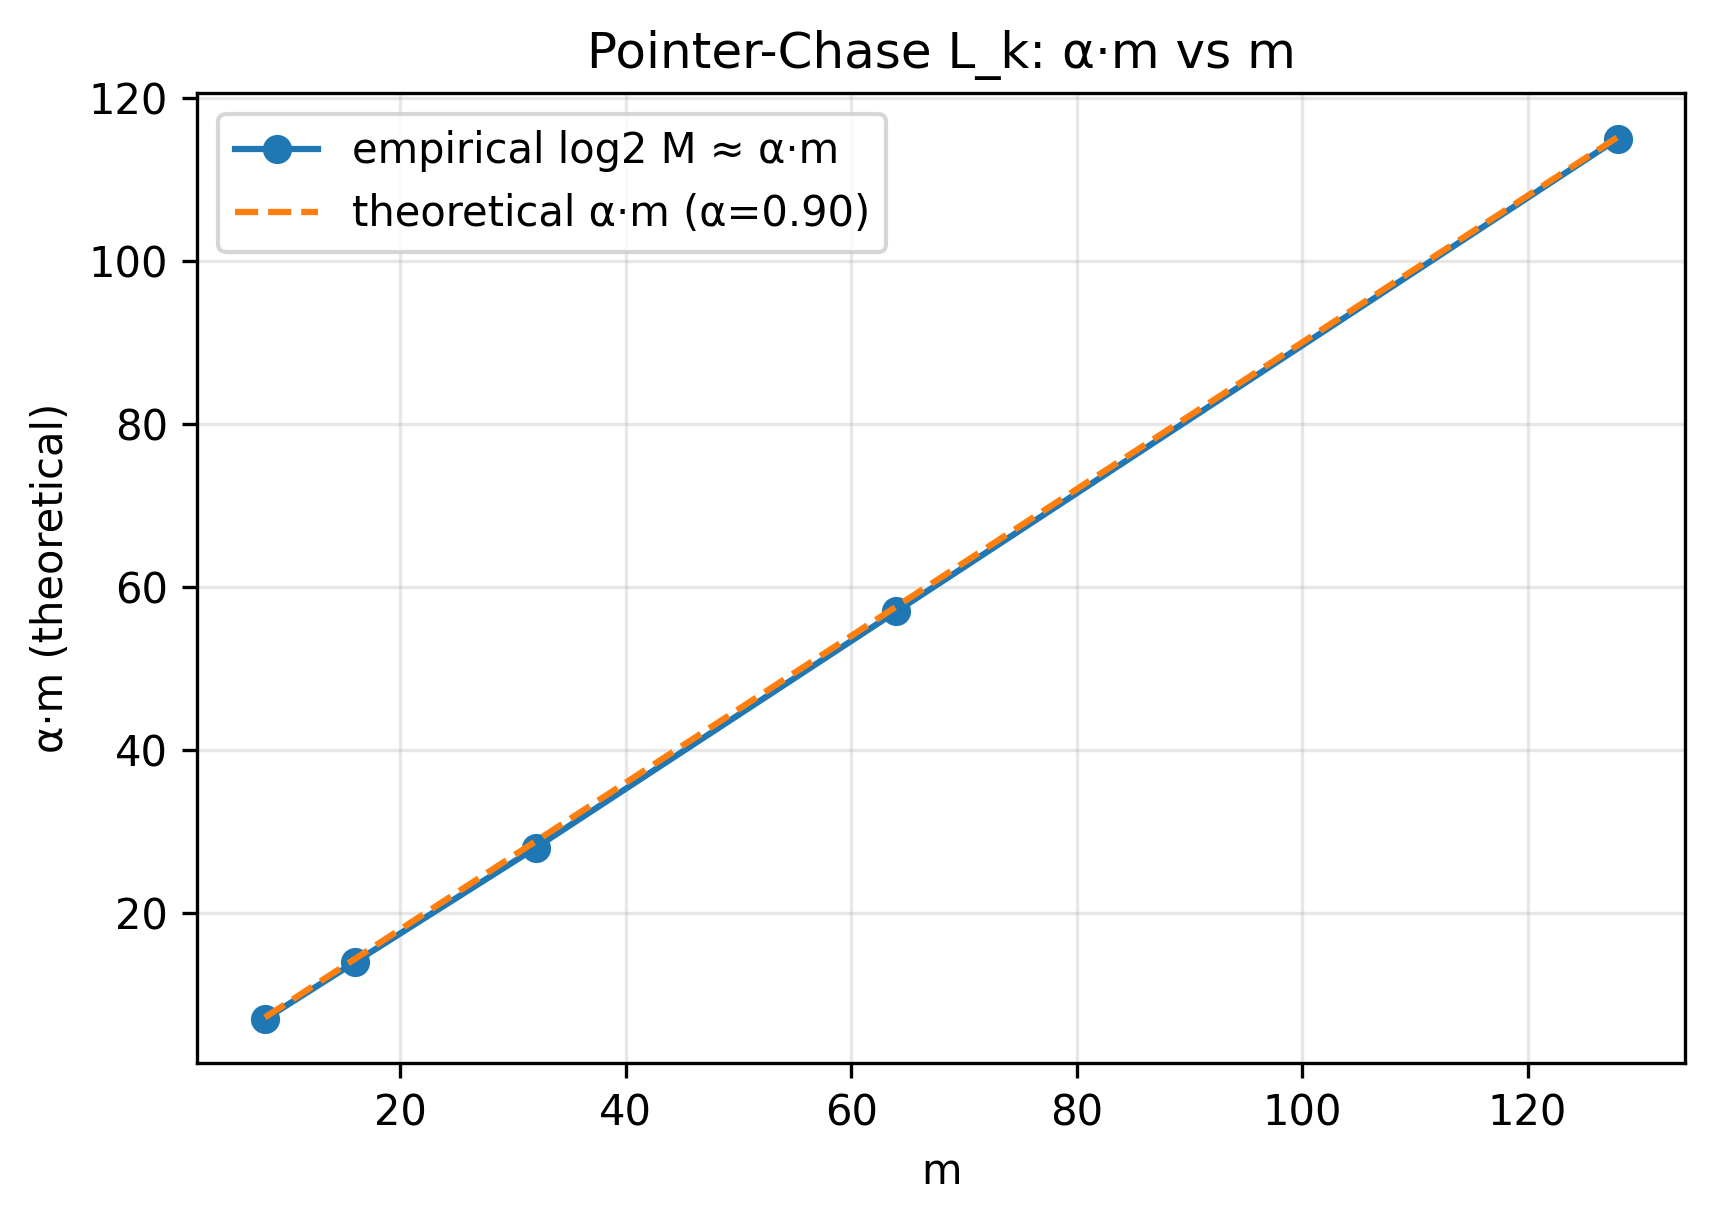 Pointer-Chase L_k: α·m vs m
empirical log2 M ≈ α·m
theoretical α·m (α=0.90)
α·m (theoretical)
120
100
80
60
40
20
20 40 60 80 100 120
m